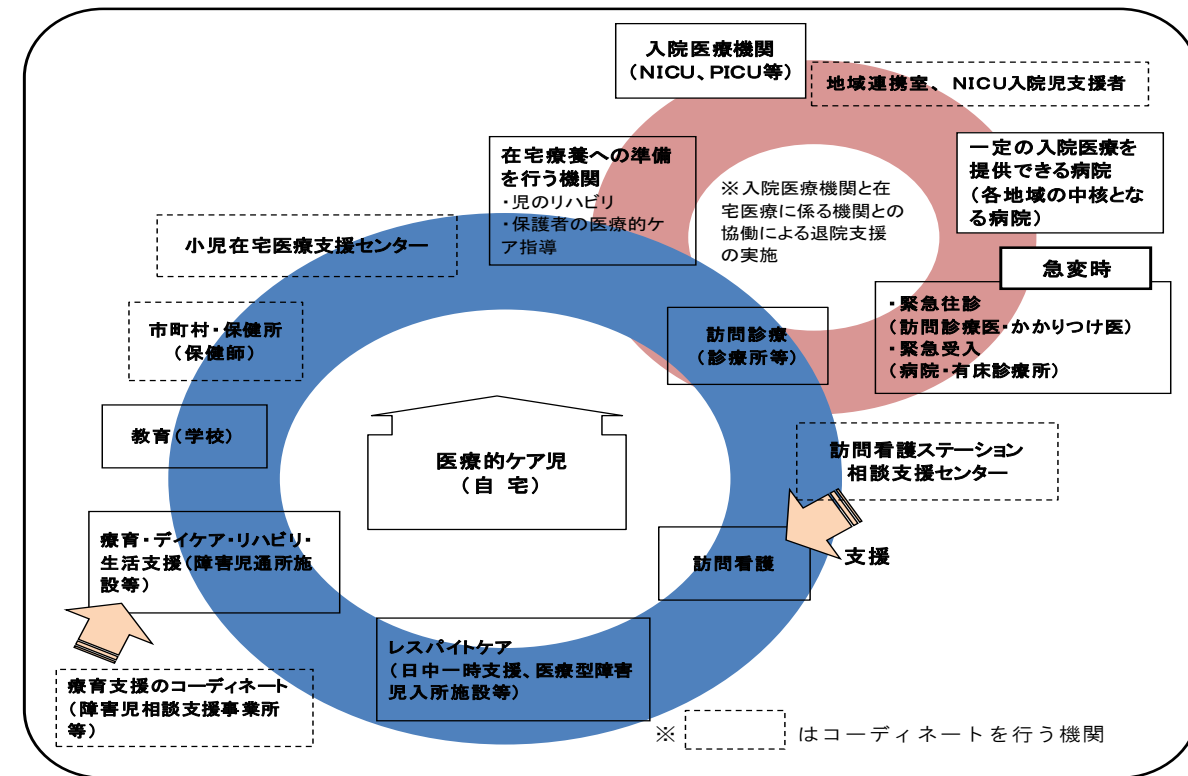 入院医療機関
（NICU、PICU等）
地域連携室、NICU入院児支援者
在宅療養への準備
を行う機関
・児のリハビリ
・保護者の医療的ケ
ア指導
※入院医療機関と在
宅医療に係る機関との
協働による退院支援
の実施
一定の入院医療を
提供できる病院
（各地域の中核とな
る病院）
小児在宅医療支援センター
急変時
・緊急往診
（訪問診療医・かかりつけ医）
・緊急受入
（病院・有床診療所）
市町村・保健所
（保健師）
訪問診療
（診療所等）
教育（学校）
医療的ケア児
（自　宅）
訪問看護ステーション
相談支援センター
療育・デイケア・リハビリ・
生活支援（障害児通所施
設等）
訪問看護
支援
レスパイトケア
（日中一時支援、医療型障害
児入所施設等）
療育支援のコーディネート
（障害児相談支援事業所
等）
※　はコーディネートを行う機関